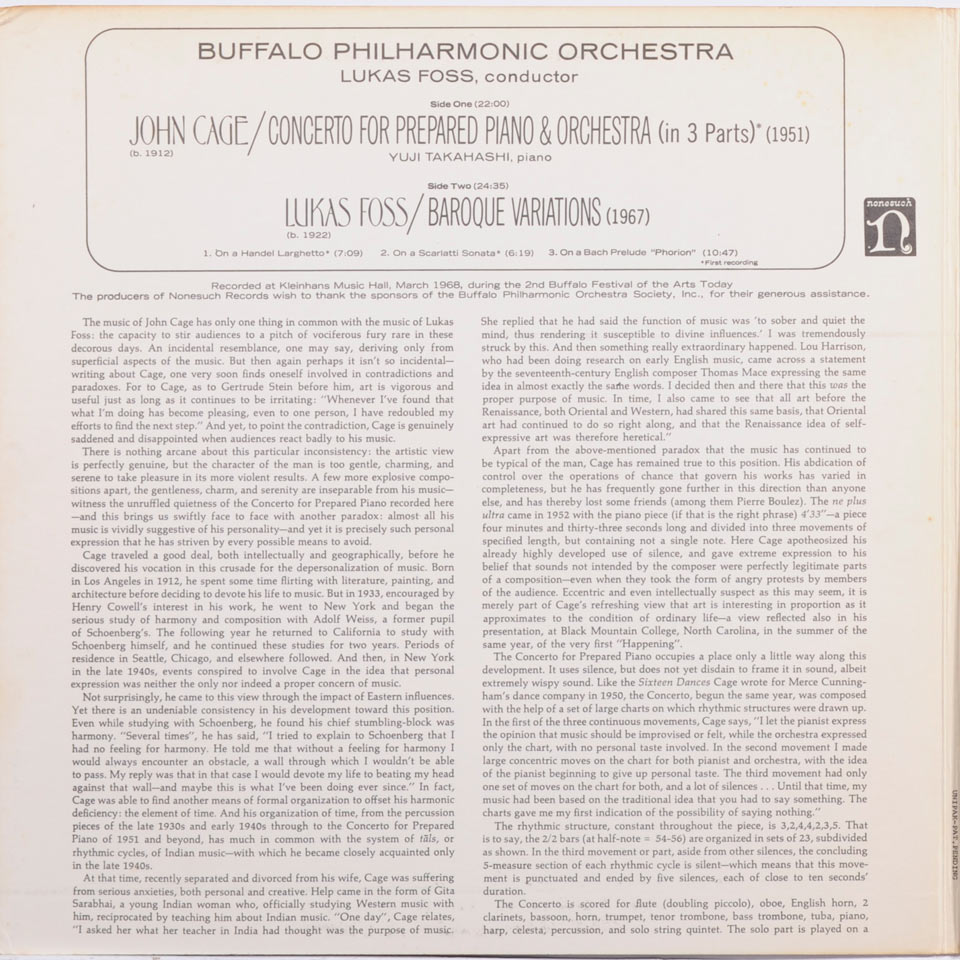 BUFFALO PHILHARMONIC ORCHESTRA
LUKAS FOSS, conductor
Side One (22:00)
JOHN CAGE/CONCERTO FOR PREPARED PIANO & ORCHESTRA (in 3 Parts)* (1951)
(b. 1912)
YUJI TAKAHASHI, piano
Side Two (24:35)
LUKAS FOSS/BAROQUE VARIATIONS (1967)
(b. 1922)
1. On a Handel Larghetto* (7:09) 2. On a Scarlatti Sonata* (6:19) 3. On a Bach Prelude "Phorion" (10:47)
*First recording
nonesuch
n
Recorded at Kleinhans Music Hall, March 1968, during the 2nd Buffalo Festival of the Arts Today
The producers of Nonesuch Records wish to thank the sponsors of the Buffalo Philharmonic Orchestra Society, Inc., for their generous assistance.
The music of John Cage has only one thing in common with the music of Lukas
Foss: the capacity to stir audiences to a pitch of vociferous fury rare in these
decorous days. An incidental resemblance, one may say, deriving only from
superficial aspects of the music. But then again perhaps it isn't so incidental—
writing about Cage, one very soon finds oneself involved in contradictions and
paradoxes. For to Cage, as to Gertrude Stein before him, art is vigorous and
useful just as long as it continues to be irritating: "Whenever I've found that
what I'm doing has become pleasing, even to one person, I have redoubled my
efforts to find the next step." And yet, to point the contradiction, Cage is genuinely
saddened and disappointed when audiences react badly to his music.
There is nothing arcane about this particular inconsistency: the artistic view
is perfectly genuine, but the character of the man is too gentle, charming, and
serene to take pleasure in its more violent results. A few more explosive compo-
sitions apart, the gentleness, charm, and serenity are inseparable from his music—
witness the unruffled quietness of the Concerto for Prepared Piano recorded here
—and this brings us swiftly face to face with another paradox: almost all his
music is vividly suggestive of his personality—and yet it is precisely such personal
expression that he has striven by every possible means to avoid.
Cage traveled a good deal, both intellectually and geographically, before he
discovered his vocation in this crusade for the depersonalization of music. Born
in Los Angeles in 1912, he spent some time flirting with literature, painting, and
architecture before deciding to devote his life to music. But in 1933, encouraged by
Henry Cowell's interest in his work, he went to New York and began the
serious study of harmony and composition with Adolf Weiss, a former pupil
of Schoenberg's. The following year he returned to California to study with
Schoenberg himself, and he continued these studies for two years. Periods of
residence in Seattle, Chicago, and elsewhere followed. And then, in New York
in the late 1940s, events conspired to involve Cage in the idea that personal
expression was neither the only nor indeed a proper concern of music.
Not surprisingly, he came to this view through the impact of Eastern influences.
Yet there is an undeniable consistency in his development toward this position.
Even while studying with Schoenberg, he found his chief stumbling-block was
harmony. "Several times", he has said, "I tried to explain to Schoenberg that I
had no feeling for harmony. He told me that without a feeling for harmony I
would always encounter an obstacle, a wall through which I wouldn't be able
to pass. My reply was that in that case I would devote my life to beating my head
against that wall—and maybe this is what I've been doing ever since." In fact,
Cage was able to find another means of formal organization to offset his harmonic
deficiency: the element of time. And his organization of time, from the percussion
pieces of the late 1930s and early 1940s through to the Concerto for Prepared
Piano of 1951 and beyond, has much in common with the system of tāls, or
rhythmic cycles, of Indian music—with which he became closely acquainted only
in the late 1940s.
At that time, recently separated and divorced from his wife, Cage was suffering
from serious anxieties, both personal and creative. Help came in the form of Gita
Sarabhai, a young Indian woman who, officially studying Western music with
him, reciprocated by teaching him about Indian music. "One day", Cage relates,
"I asked her what her teacher in India had thought was the purpose of music.
She replied that he had said the function of music was 'to sober and quiet the
mind, thus rendering it susceptible to divine influences.' I was tremendously
struck by this. And then something really extraordinary happened. Lou Harrison,
who had been doing research on early English music, came across a statement
by the seventeenth-century English composer Thomas Mace expressing the same
idea in almost exactly the same words. I decided then and there that this was the
proper purpose of music. In time, I also came to see that all art before the
Renaissance, both Oriental and Western, had shared this same basis, that Oriental
art had continued to do so right along, and that the Renaissance idea of self-
expressive art was therefore heretical."
Apart from the above-mentioned paradox that the music has continued to
be typical of the man, Cage has remained true to this position. His abdication of
control over the operations of chance that govern his works has varied in
completeness, but he has frequently gone further in this direction than anyone
else, and has thereby lost some friends (among them Pierre Boulez). The ne plus
ultra came in 1952 with the piano piece (if that is the right phrase) 4'33"—a piece
four minutes and thirty-three seconds long and divided into three movements of
specified length, but containing not a single note. Here Cage apotheosized his
already highly developed use of silence, and gave extreme expression to his
belief that sounds not intended by the composer were perfectly legitimate parts
of a composition—even when they took the form of angry protests by members
of the audience. Eccentric and even intellectually suspect as this may seem, it is
merely part of Cage's refreshing view that art is interesting in proportion as it
approximates to the condition of ordinary life—a view reflected also in his
presentation, at Black Mountain College, North Carolina, in the summer of the
same year, of the very first "Happening".
The Concerto for Prepared Piano occupies a place only a little way along this
development. It uses silence, but does not yet disdain to frame it in sound, albeit
extremely wispy sound. Like the Sixteen Dances Cage wrote for Merce Cunning-
ham's dance company in 1950, the Concerto, begun the same year, was composed
with the help of a set of large charts on which rhythmic structures were drawn up.
In the first of the three continuous movements, Cage says, "I let the pianist express
the opinion that music should be improvised or felt, while the orchestra expressed
only the chart, with no personal taste involved. In the second movement I made
large concentric moves on the chart for both pianist and orchestra, with the idea
of the pianist beginning to give up personal taste. The third movement had only
one set of moves on the chart for both, and a lot of silences . . . Until that time, my
music had been based on the traditional idea that you had to say something. The
charts gave me my first indication of the possibility of saying nothing."
The rhythmic structure, constant throughout the piece, is 3,2,4,4,2,3,5. That
is to say, the 2/2 bars (at half-note = 54-56) are organized in sets of 23, subdivided
as shown. In the third movement or part, aside from other silences, the concluding
5-measure section of each rhythmic cycle is silent—which means that this move-
ment is punctuated and ended by five silences, each of close to ten seconds'
duration.
The Concerto is scored for flute (doubling piccolo), oboe, English horn, 2
clarinets, bassoon, horn, trumpet, tenor trombone, bass trombone, tuba, piano,
harp, celesta, percussion, and solo string quintet. The solo part is played on a
UNIPAK-PAT.PENDING